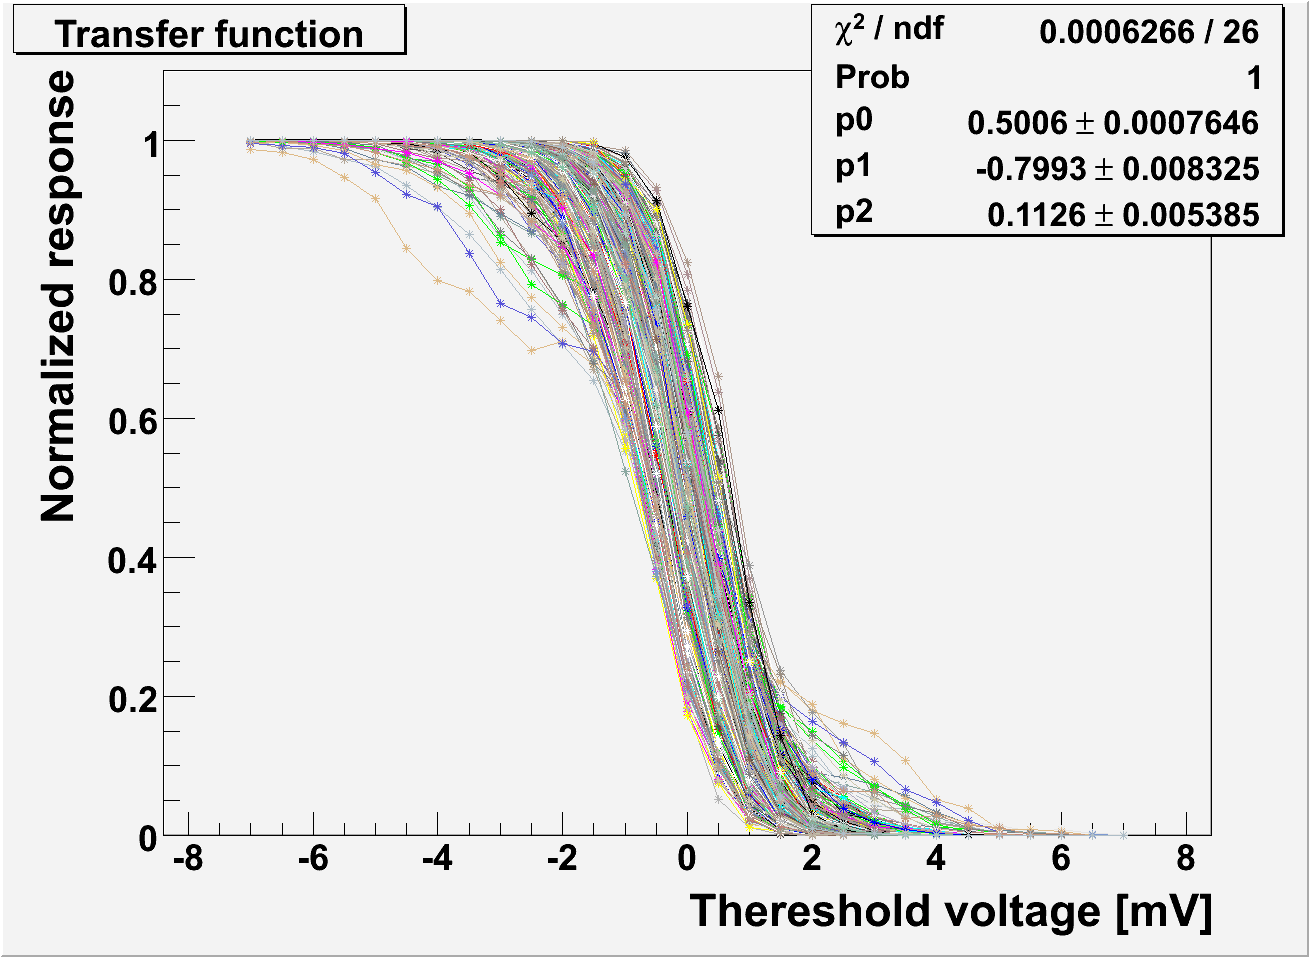 Transfer function
χ² / ndf 0.0006266 / 26
Prob 1
p0 0.5006 ± 0.0007646
p1 -0.7993 ± 0.008325
p2 0.1126 ± 0.005385
Normalized response
1
0.8
0.6
0.4
0.2
0
-8 -6 -4 -2 0 2 4 6 8
Thereshold voltage [mV]